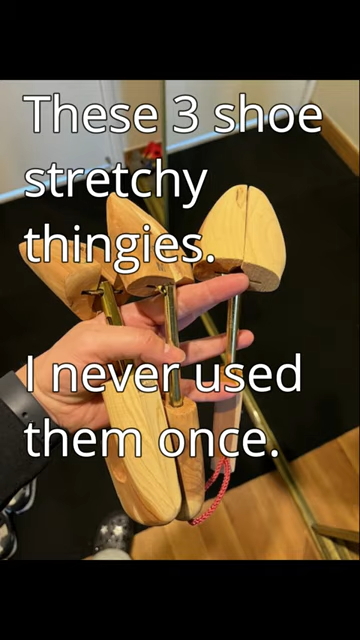 These 3 shoe
stretchy
thingies.
I never used
them once.